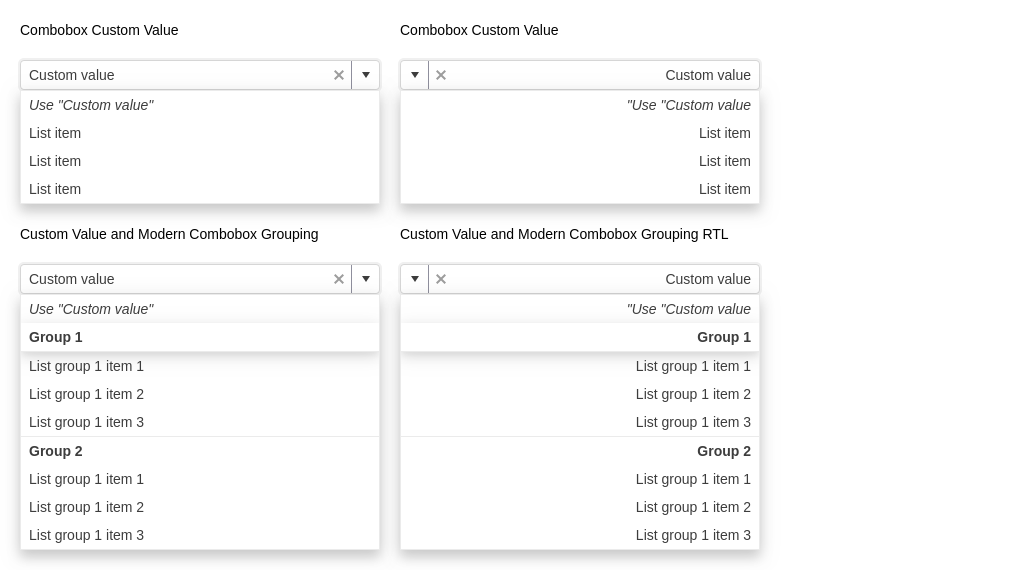 Combobox Custom Value
Custom value
Use "Custom value"
List item
List item
List item
Combobox Custom Value
Custom value
"Use "Custom value
List item
List item
List item
Custom Value and Modern Combobox Grouping
Custom value
Use "Custom value"
Group 1
List group 1 item 1
List group 1 item 2
List group 1 item 3
Group 2
List group 1 item 1
List group 1 item 2
List group 1 item 3
Custom Value and Modern Combobox Grouping RTL
Custom value
"Use "Custom value
Group 1
List group 1 item 1
List group 1 item 2
List group 1 item 3
Group 2
List group 1 item 1
List group 1 item 2
List group 1 item 3